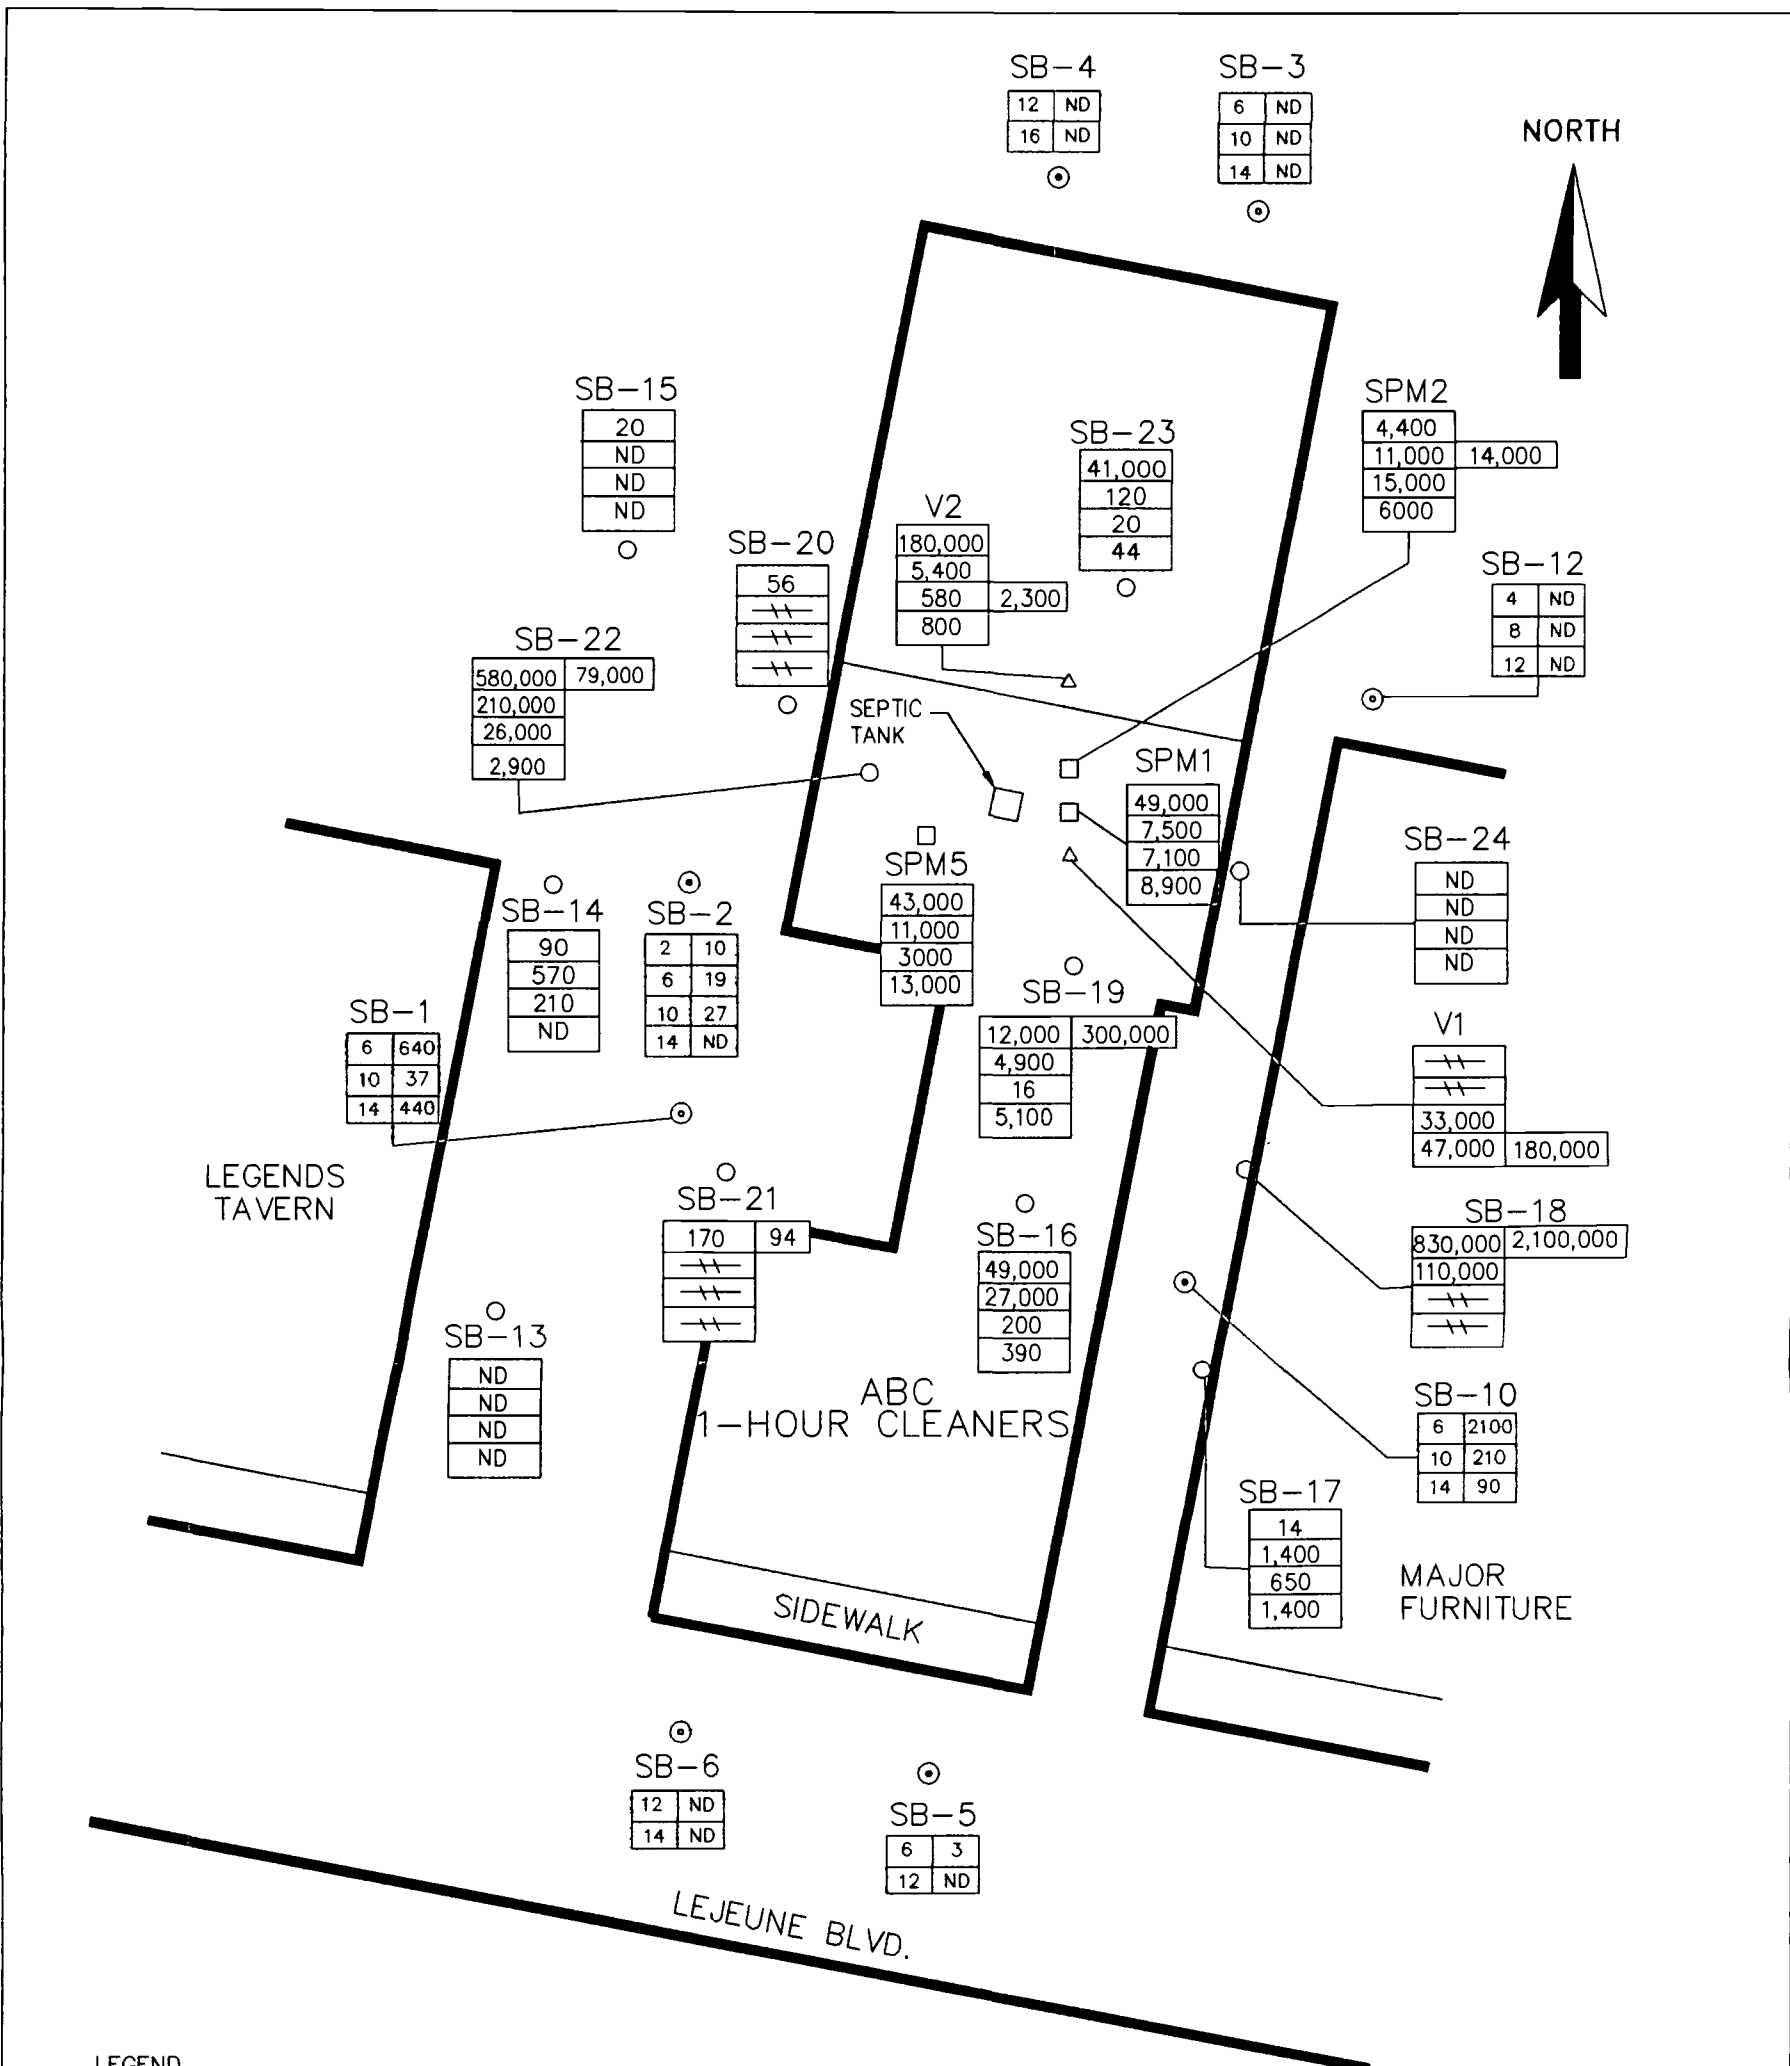 SB-4
12 ND
16 ND
SB-3
6 ND
10 ND
14 ND
NORTH
SB-15
20
ND
ND
ND
SPM2
4,400
11,000 14,000
15,000
6000
SB-23
41,000
120
20
44
V2
180,000
5,400
580 2,300
800
SB-20
56
SB-12
4 ND
8 ND
12 ND
SB-22
580,000 79,000
210,000
26,000
2,900
SEPTIC
TANK
SPM1
49,000
7,500
7,100
8,900
SPM5
43,000
11,000
3000
13,000
SB-24
ND
ND
ND
ND
SB-14
90
570
210
ND
SB-2
2 10
6 19
10 27
14 ND
SB-1
6 640
10 37
14 440
SB-19
12,000 300,000
4,900
16
5,100
V1
33,000
47,000 180,000
LEGENDS
TAVERN
SB-21
170 94
SB-16
49,000
27,000
200
390
SB-18
830,000 2,100,000
110,000
SB-13
ND
ND
ND
ND
ABC
1-HOUR CLEANERS
SB-10
6 2100
10 210
14 90
SB-17
14
1,400
650
1,400
MAJOR
FURNITURE
SIDEWALK
SB-6
12 ND
14 ND
SB-5
6 3
12 ND
LEJEUNE BLVD.
LEGEND